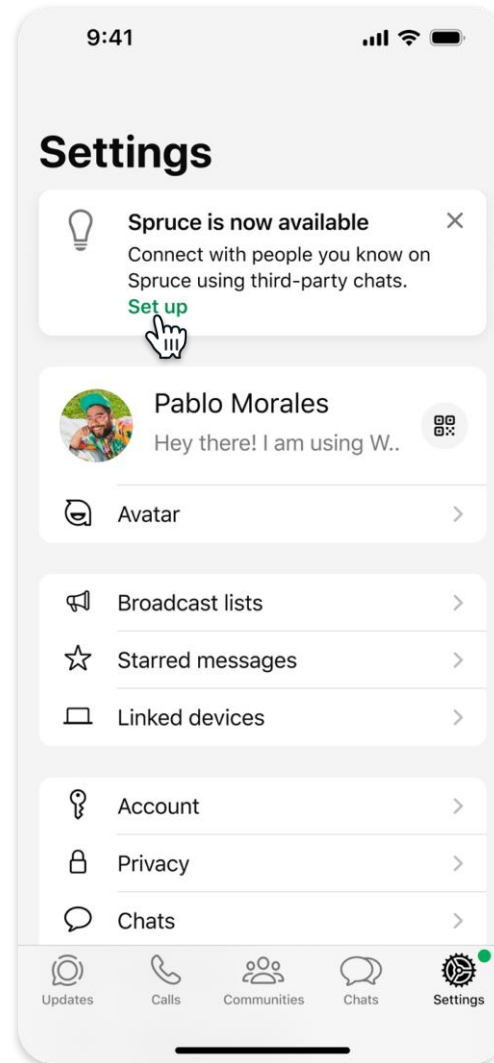 9:41
Settings
Spruce is now available
Connect with people you know on
Spruce using third-party chats.
Set up
Pablo Morales
Hey there! I am using W..
Avatar
Broadcast lists
Starred messages
Linked devices
Account
Privacy
Chats
Updates
Calls
Communities
Chats
Settings